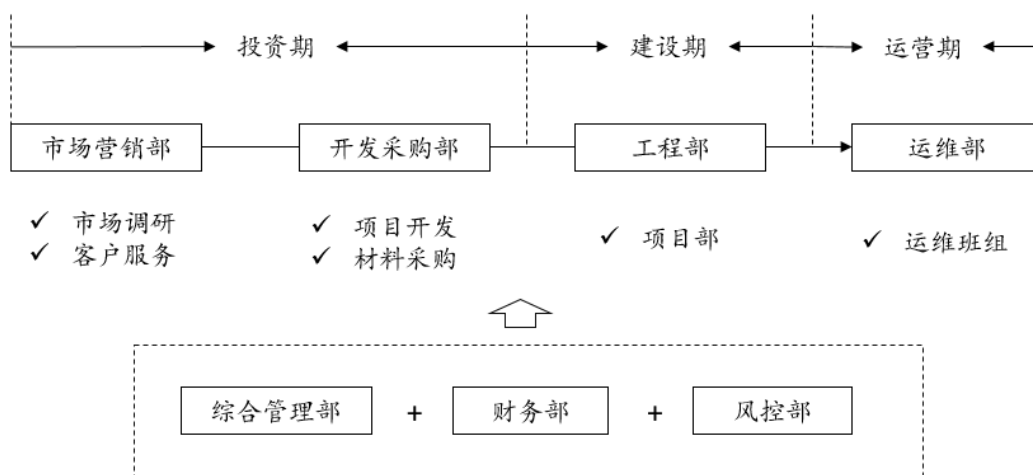 投资期 建设期 运营期
市场营销部 开发采购部 工程部 运维部
✓ 市场调研 ✓ 项目开发 ✓ 项目部 ✓ 运维班组
✓ 客户服务 ✓ 材料采购
综合管理部 + 财务部 + 风控部